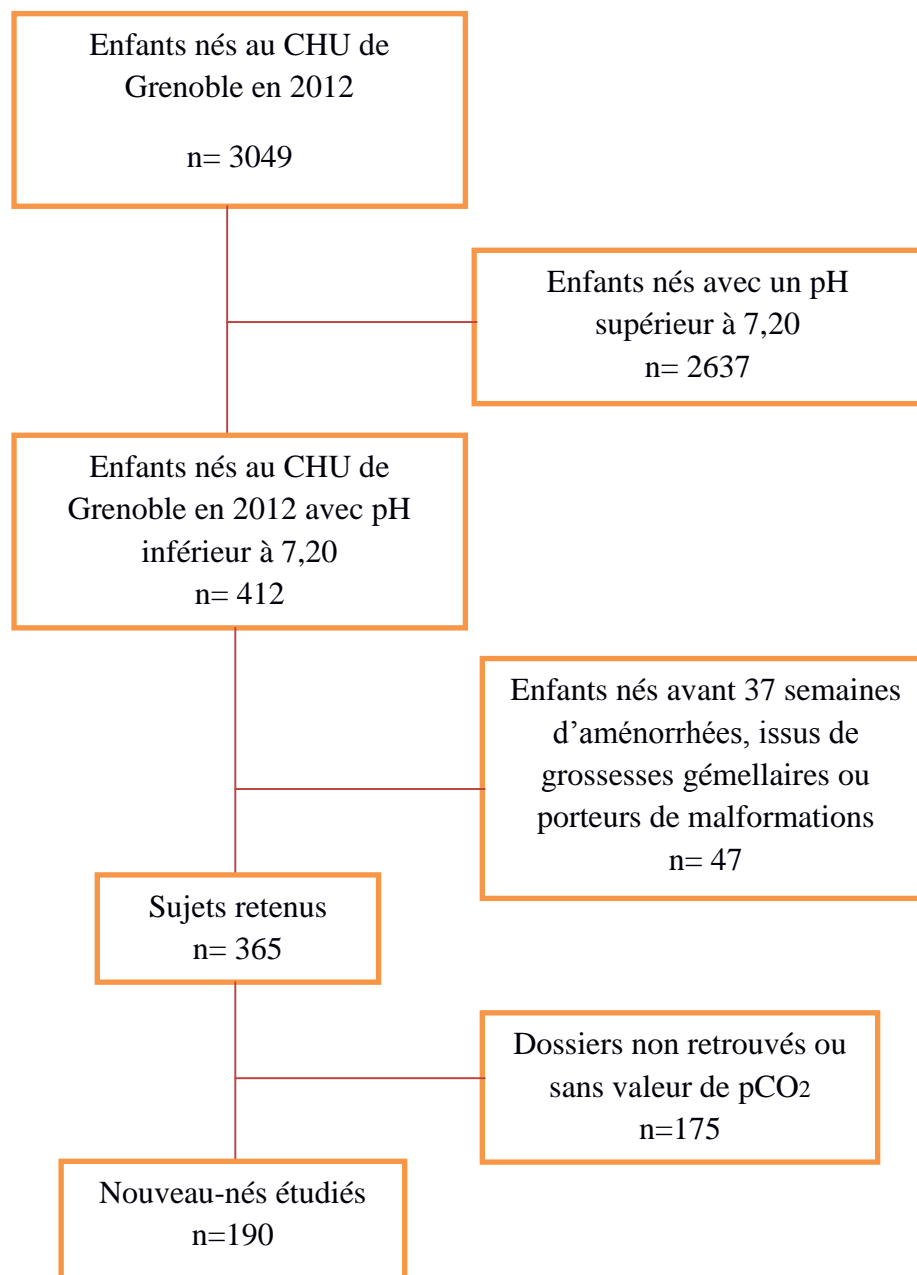 Enfants nés au CHU de
Grenoble en 2012
n= 3049
Enfants nés avec un pH
supérieur à 7,20
n= 2637
Enfants nés au CHU de
Grenoble en 2012 avec pH
inférieur à 7,20
n= 412
Enfants nés avant 37 semaines
d’aménorrhées, issus de
grossesses gémellaires ou
porteurs de malformations
n= 47
Sujets retenus
n= 365
Dossiers non retrouvés ou
sans valeur de pCO2
n=175
Nouveau-nés étudiés
n=190